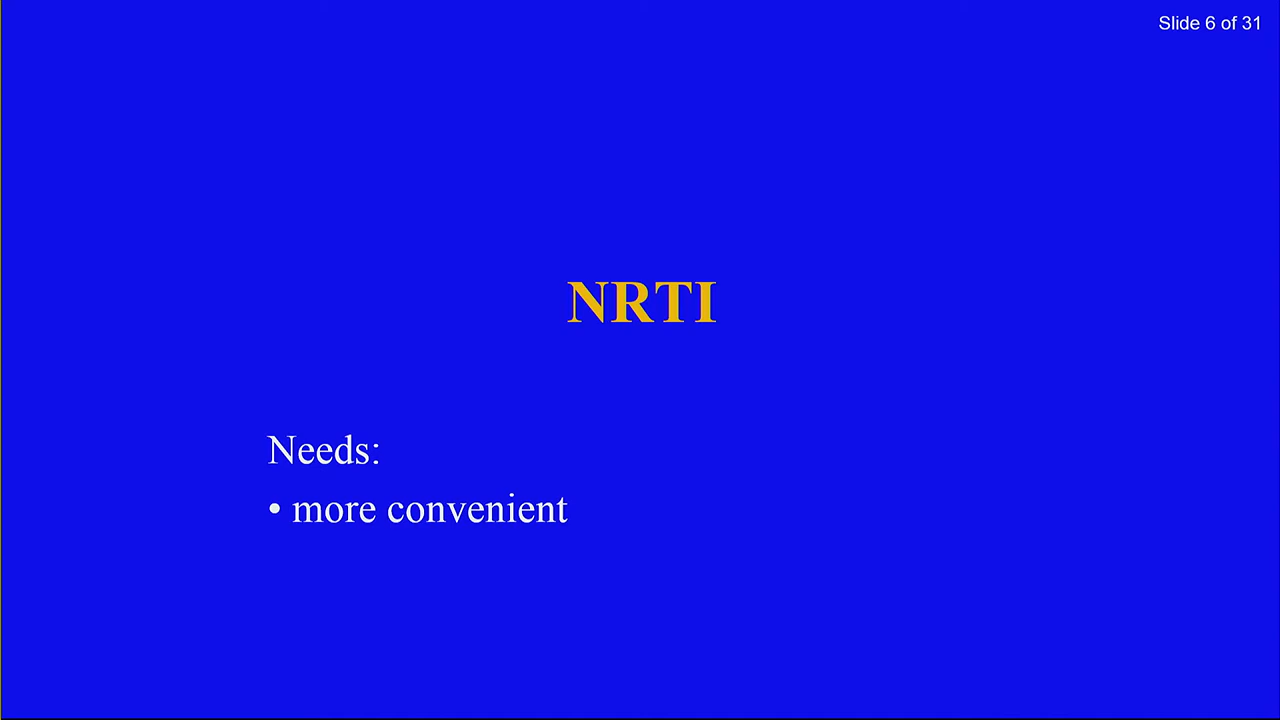 Slide 6 of 31
NRTI
Needs:
• more convenient